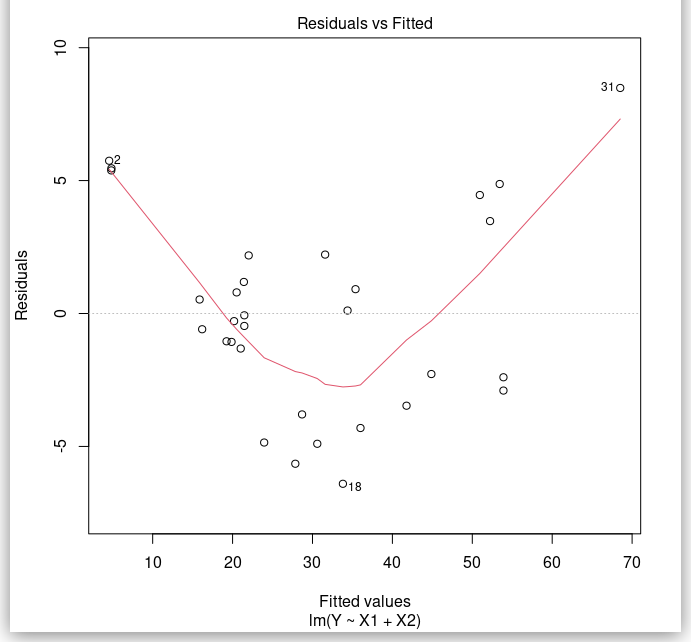 Residuals vs Fitted
10
5
0
-5
Residuals
31
2
18
10 20 30 40 50 60 70
Fitted values
lm(Y ~ X1 + X2)